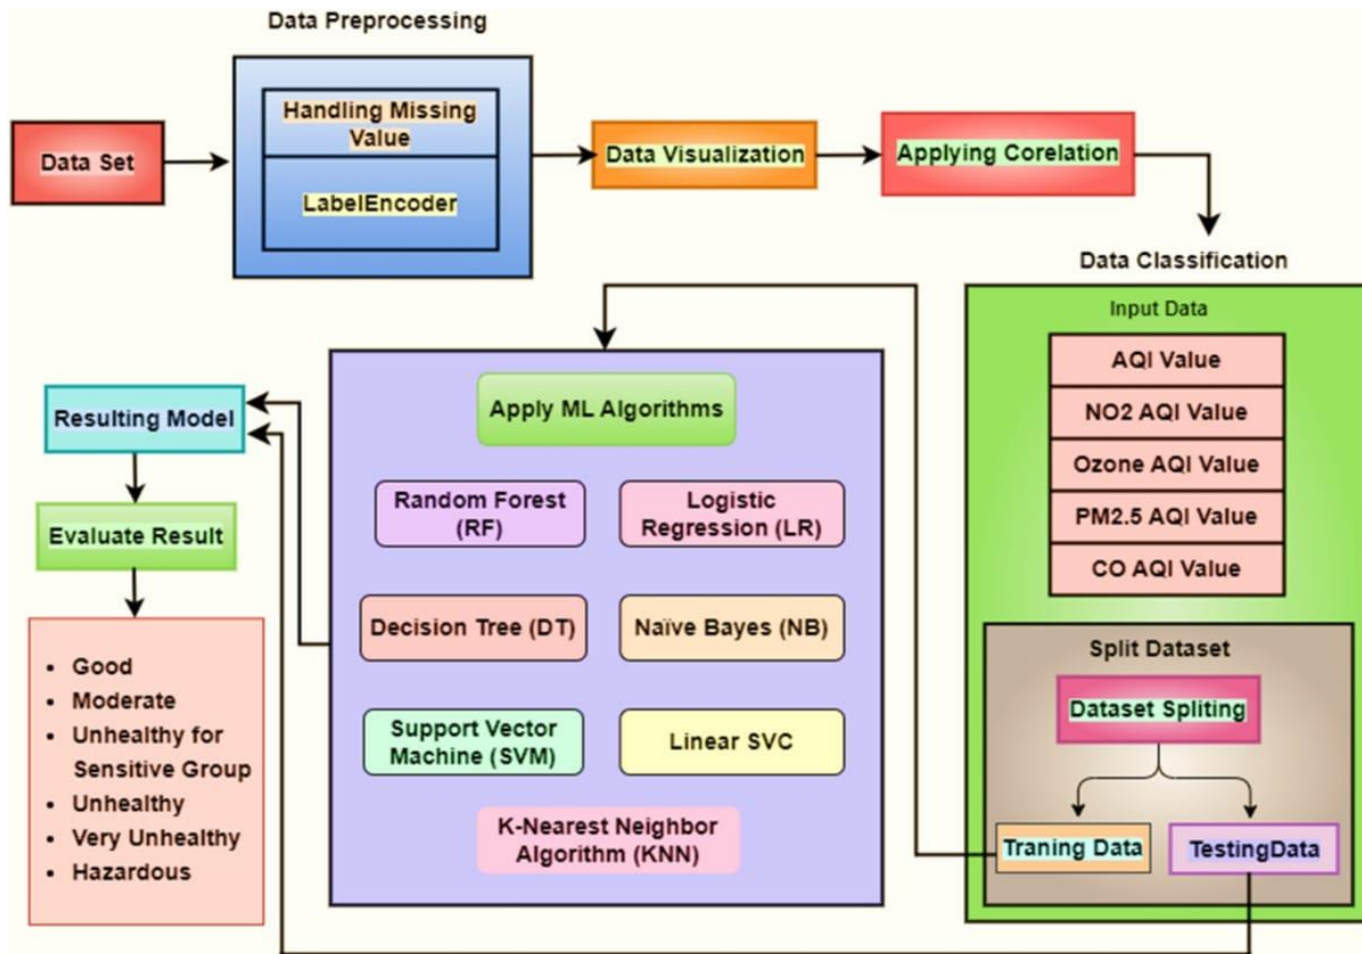 Data Preprocessing
Data Set
Handling Missing
Value
LabelEncoder
Data Visualization
Applying Corelation
Data Classification
Input Data
AQI Value
NO2 AQI Value
Ozone AQI Value
PM2.5 AQI Value
CO AQI Value
Split Dataset
Dataset Spliting
Traning Data
TestingData
Apply ML Algorithms
Random Forest
(RF)
Logistic
Regression (LR)
Decision Tree (DT)
Naïve Bayes (NB)
Support Vector
Machine (SVM)
Linear SVC
K-Nearest Neighbor
Algorithm (KNN)
Resulting Model
Evaluate Result
• Good
• Moderate
• Unhealthy for
Sensitive Group
• Unhealthy
• Very Unhealthy
• Hazardous